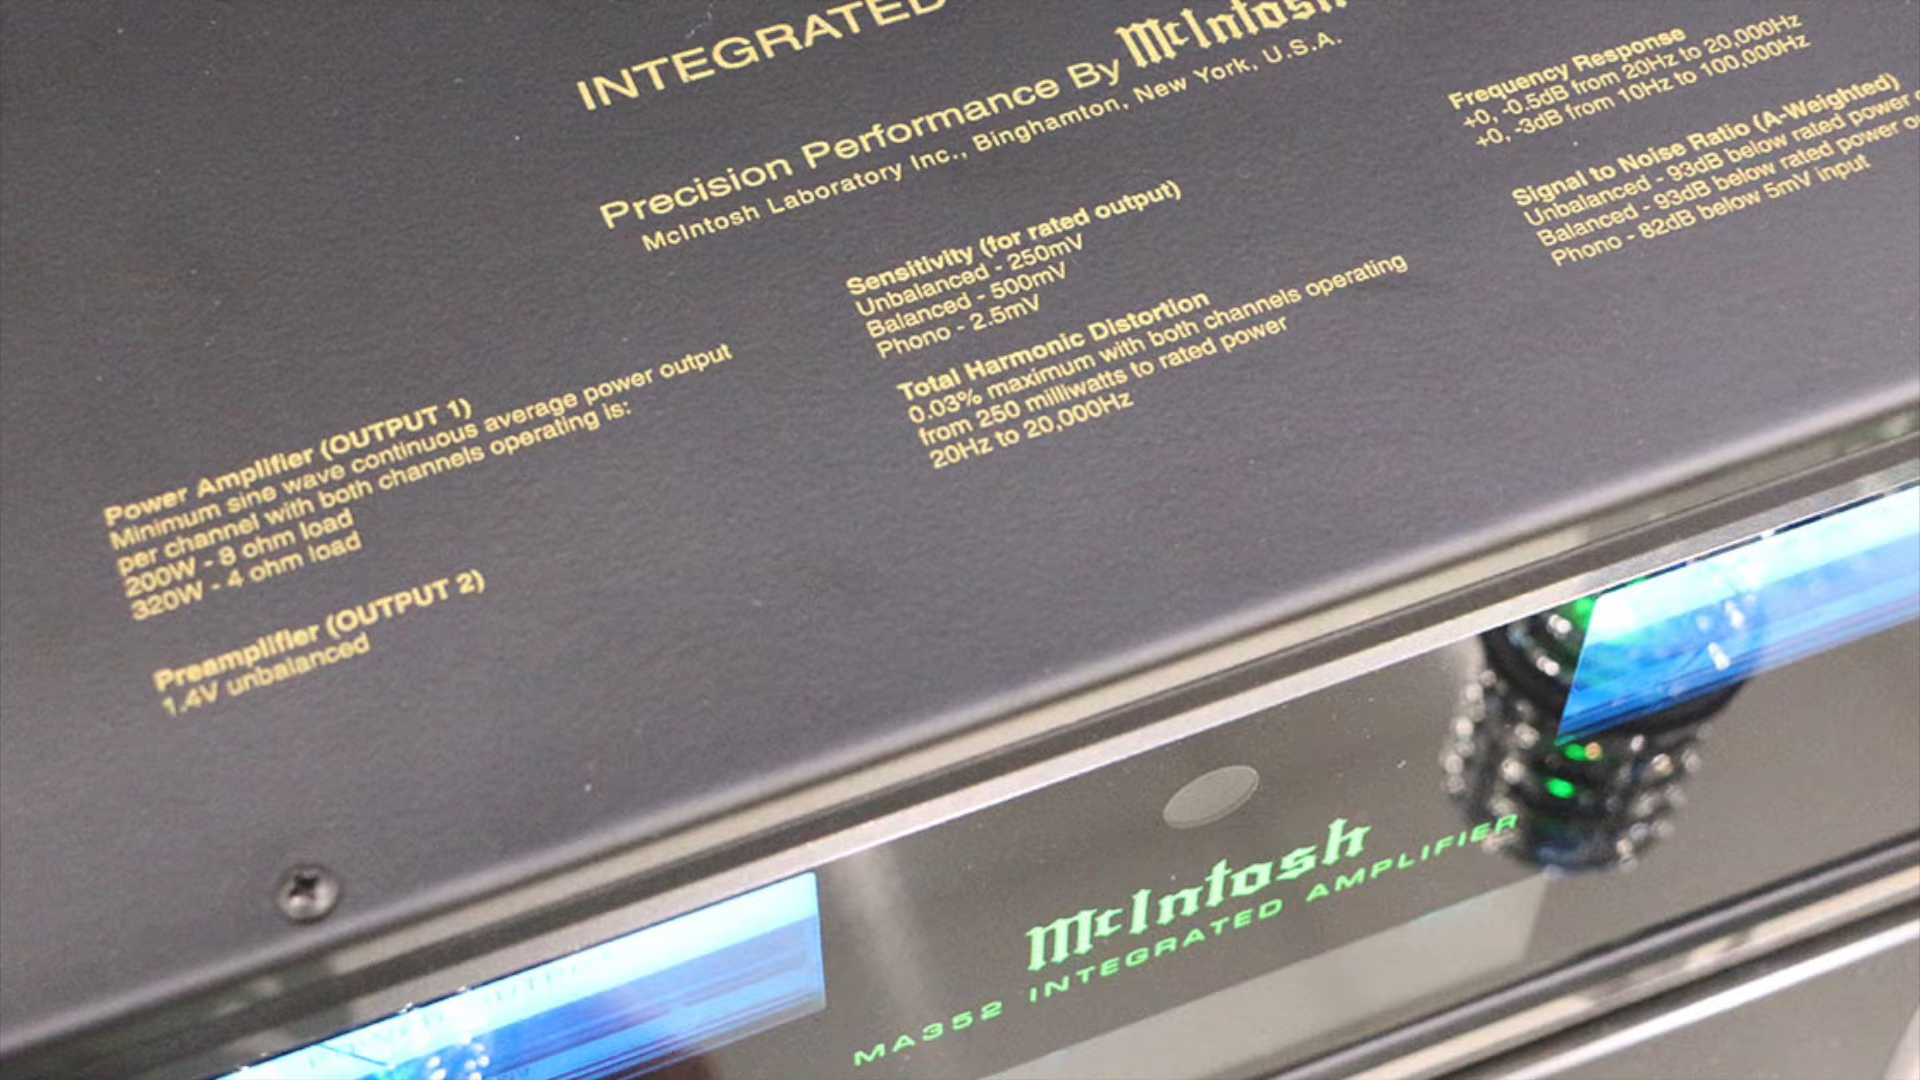 INTEGRATED
Precision Performance By McIntosh
McIntosh Laboratory Inc., Binghamton, New York, U.S.A.
Power Amplifier (OUTPUT 1)
Minimum sine wave continuous average power output
per channel with both channels operating is:
200W - 8 ohm load
320W - 4 ohm load
Preamplifier (OUTPUT 2)
1.4V unbalanced
Sensitivity (for rated output)
Unbalanced - 250mV
Balanced - 500mV
Phono - 2.5mV
Total Harmonic Distortion
0.03% maximum with both channels operating
from 250 milliwatts to rated power
20Hz to 20,000Hz
Frequency Response
+0, -0.5dB from 20Hz to 20,000Hz
+0, -3dB from 10Hz to 100,000Hz
Signal to Noise Ratio (A-Weighted)
Unbalanced - 93dB below rated power
Balanced - 93dB below rated power
Phono - 82dB below 5mV input
McIntosh
MA352 INTEGRATED AMPLIFIER